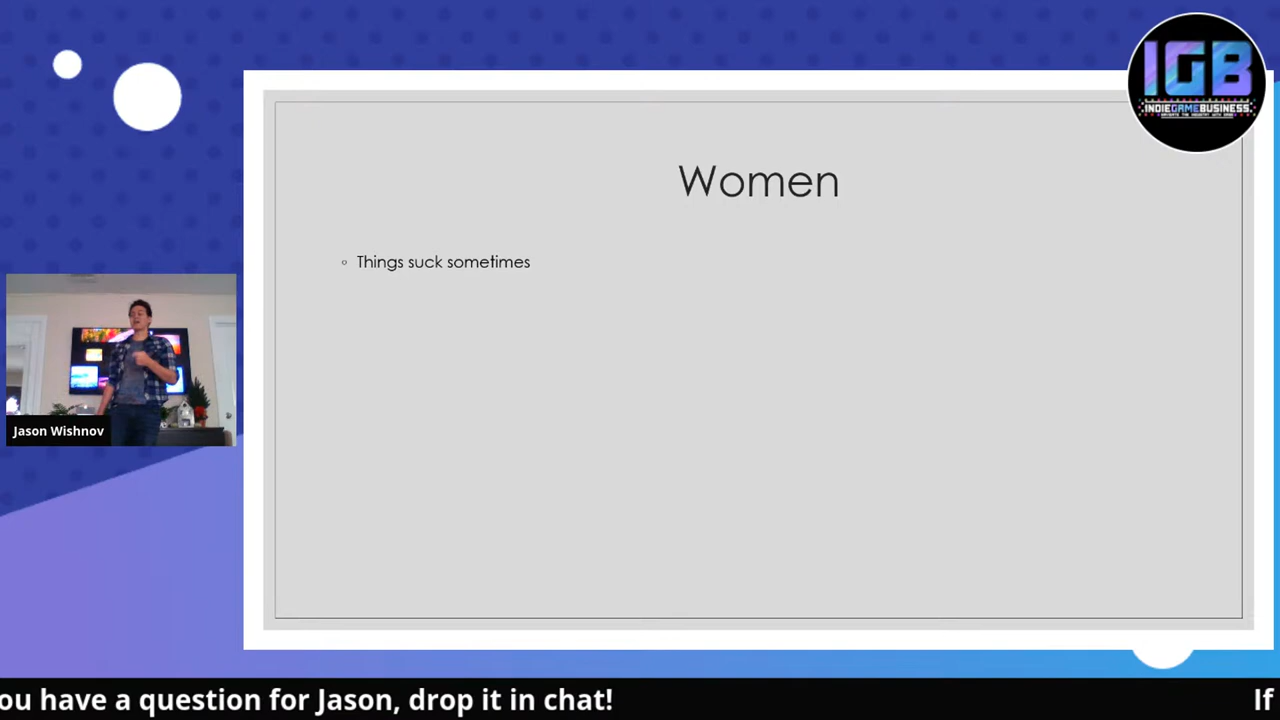 IGB
INDIEGAMEBUSINESS
Women
Things suck sometimes
Jason Wishnov
ou have a question for Jason, drop it in chat!
If